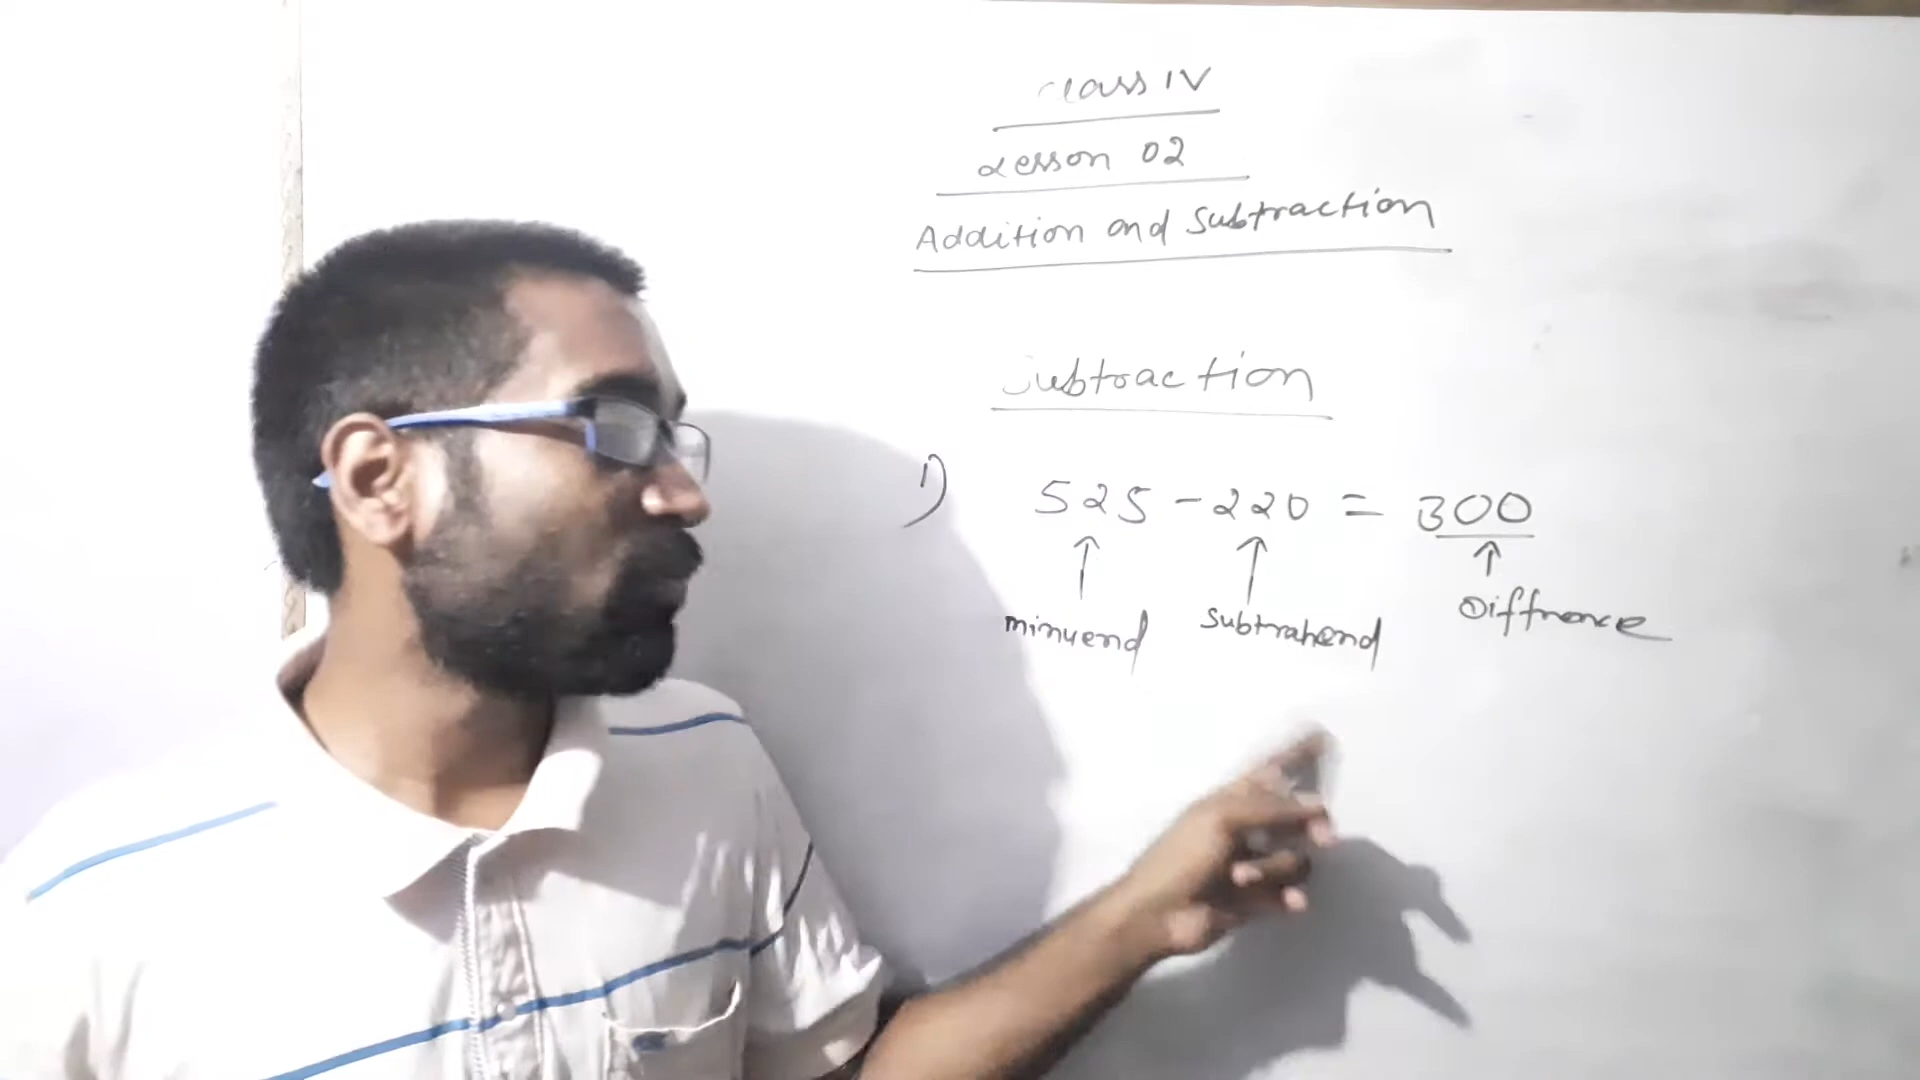 Class IV
Lesson 02
Addition and Subtraction
Subtraction
1) 525 - 220 = 300
↑ ↑ ↑
minuend subtrahend Diffrence